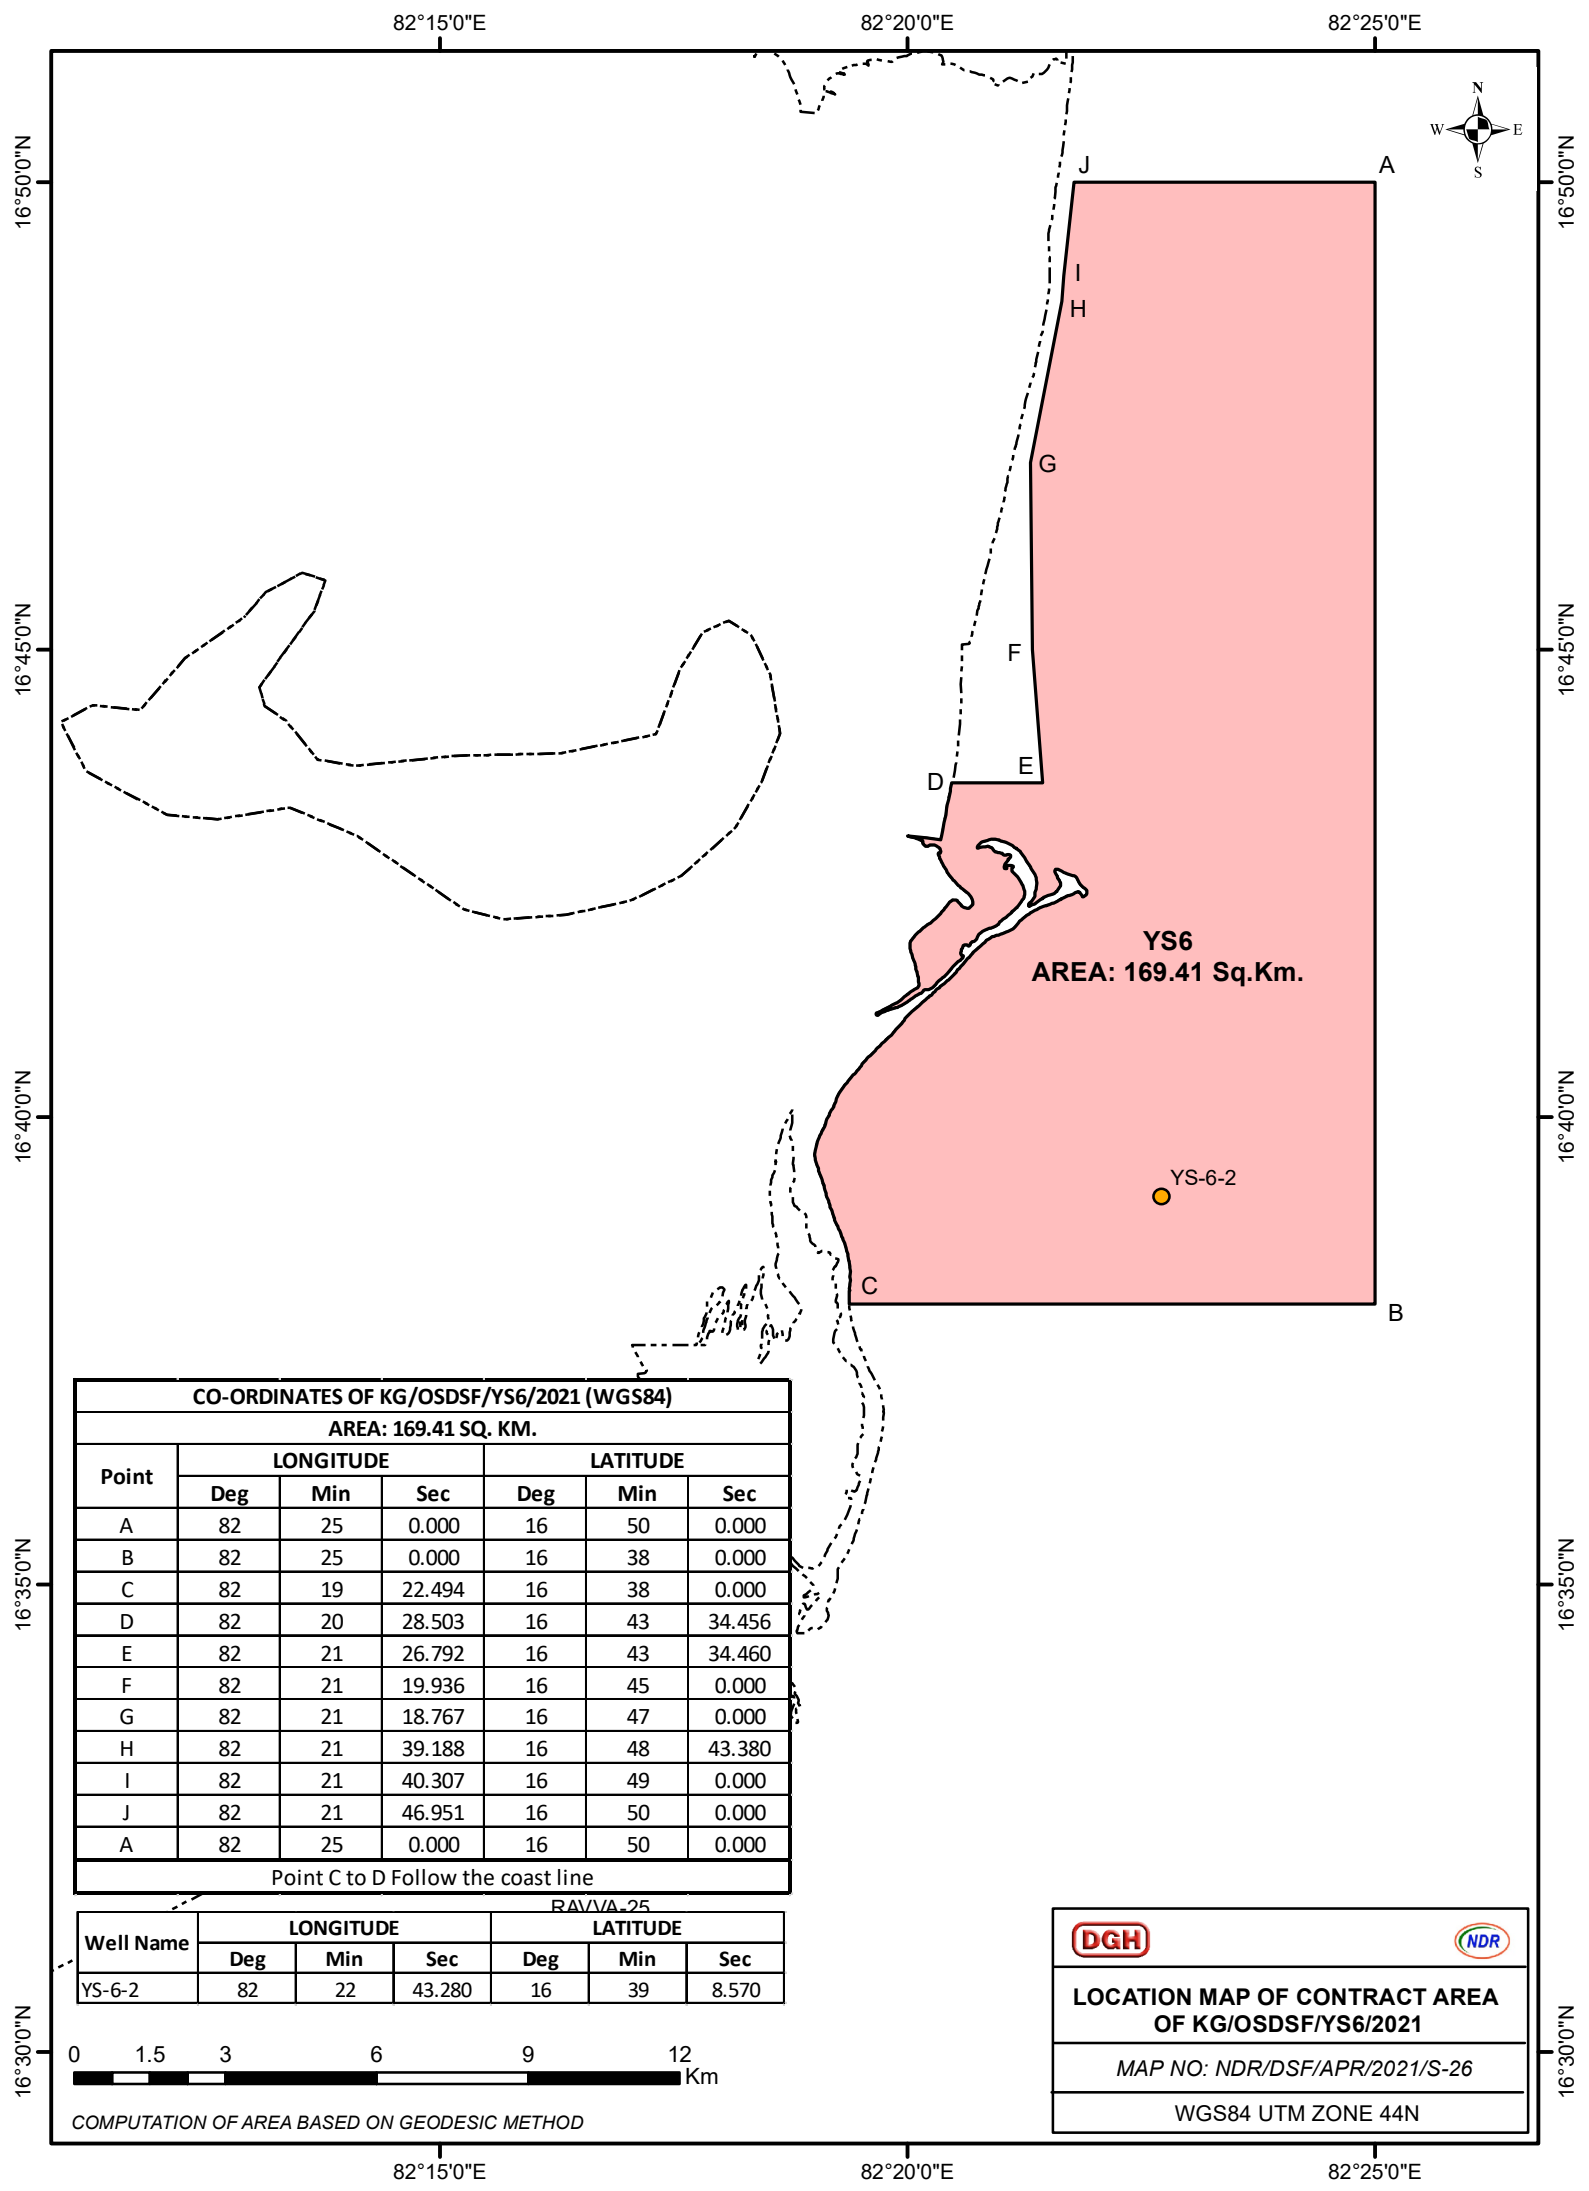 82°15'0"E 82°20'0"E 82°25'0"E
N
W E
S
16°50'0"N 16°50'0"N
J A
I
H
G
16°45'0"N 16°45'0"N
F
E
D
YS6
AREA: 169.41 Sq.Km.
16°40'0"N 16°40'0"N
YS-6-2
C
B
16°35'0"N 16°35'0"N
CO-ORDINATES OF KG/OSDSF/YS6/2021 (WGS84)
AREA: 169.41 SQ. KM.
Point LONGITUDE LATITUDE
Deg Min Sec Deg Min Sec
A 82 25 0.000 16 50 0.000
B 82 25 0.000 16 38 0.000
C 82 19 22.494 16 38 0.000
D 82 20 28.503 16 43 34.456
E 82 21 26.792 16 43 34.460
F 82 21 19.936 16 45 0.000
G 82 21 18.767 16 47 0.000
H 82 21 39.188 16 48 43.380
I 82 21 40.307 16 49 0.000
J 82 21 46.951 16 50 0.000
A 82 25 0.000 16 50 0.000
Point C to D Follow the coast line
RAVVA-25
Well Name LONGITUDE LATITUDE
Deg Min Sec Deg Min Sec
YS-6-2 82 22 43.280 16 39 8.570
0 1.5 3 6 9 12
Km
COMPUTATION OF AREA BASED ON GEODESIC METHOD
16°30'0"N 16°30'0"N
DGH NDR
LOCATION MAP OF CONTRACT AREA
OF KG/OSDSF/YS6/2021
MAP NO: NDR/DSF/APR/2021/S-26
WGS84 UTM ZONE 44N
82°15'0"E 82°20'0"E 82°25'0"E